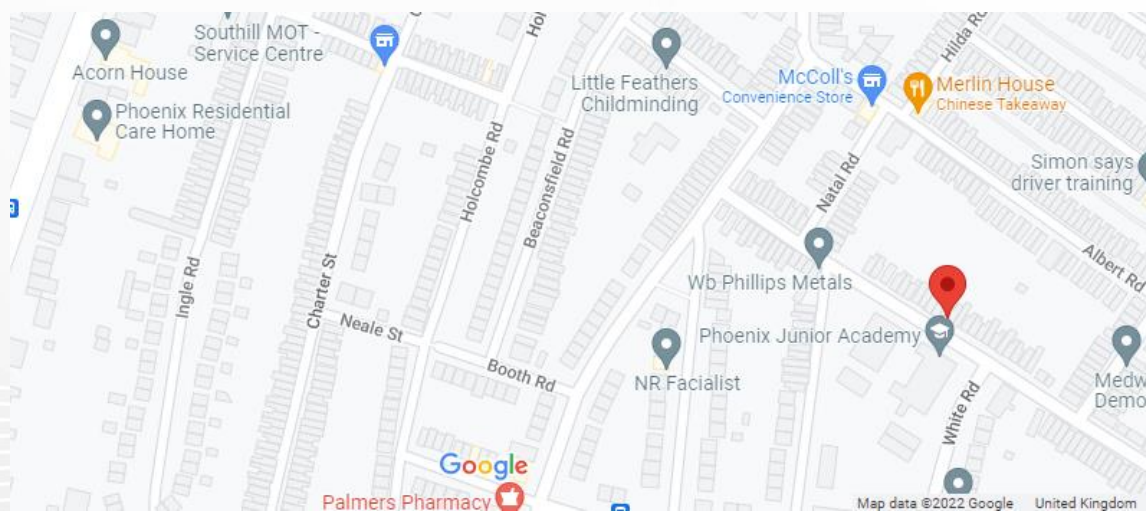 Southill MOT -
Service Centre
Acorn House
Phoenix Residential
Care Home
Little Feathers
Childminding
McColl's
Convenience Store
Hilda Rd
Merlin House
Chinese Takeaway
Simon says
driver training
Holcombe Rd
Beaconsfield Rd
Natal Rd
Albert Rd
Ingle Rd
Charter St
Wb Phillips Metals
Neale St
Booth Rd
Phoenix Junior Academy
NR Facialist
White Rd
Medw
Demo
Google
Palmers Pharmacy
Map data ©2022 Google United Kingdom